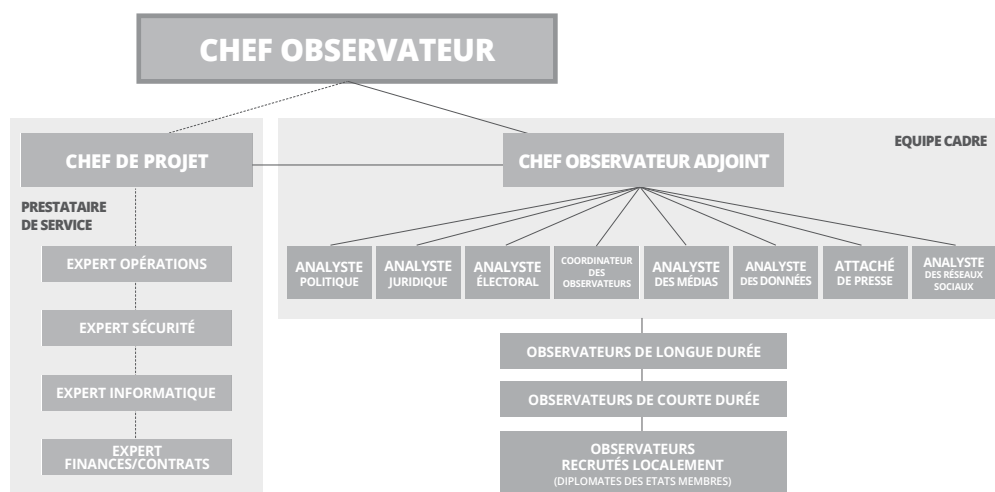 CHEF OBSERVATEUR
CHEF DE PROJET
CHEF OBSERVATEUR ADJOINT
EQUIPE CADRE
PRESTATAIRE
DE SERVICE
EXPERT OPÉRATIONS
EXPERT SÉCURITÉ
EXPERT INFORMATIQUE
EXPERT
FINANCES/CONTRATS
ANALYSTE
POLITIQUE
ANALYSTE
JURIDIQUE
ANALYSTE
ÉLECTORAL
COORDINATEUR
DES
OBSERVATEURS
ANALYSTE
DES MÉDIAS
ANALYSTE
DES DONNÉES
ATTACHÉ
DE PRESSE
ANALYSTE
DES RÉSEAUX
SOCIAUX
OBSERVATEURS DE LONGUE DURÉE
OBSERVATEURS DE COURTE DURÉE
OBSERVATEURS
RECRUTÉS LOCALEMENT
(DIPLOMATES DES ETATS MEMBRES)